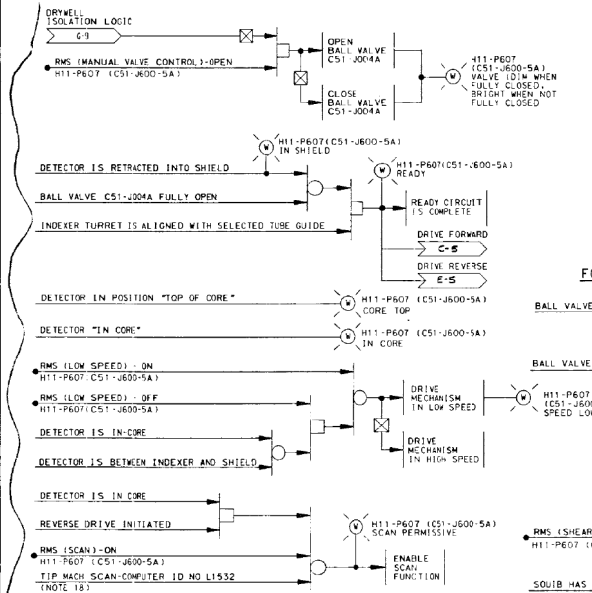 DRYWELL
ISOLATION LOGIC
G-9
RMS (MANUAL VALVE CONTROL)-OPEN
H11-P607 (C51-J600-5A)
OPEN
BALL VALVE
C51-J004A
CLOSE
BALL VALVE
C51-J004A
W
H11-P607
(C51-J600-5A)
VALVE (DIM WHEN
FULLY CLOSED,
BRIGHT WHEN NOT
FULLY CLOSED
W
H11-P607(C51-J600-5A)
IN SHIELD
DETECTOR IS RETRACTED INTO SHIELD
BALL VALVE C51-J004A FULLY OPEN
INDEXER TURRET IS ALIGNED WITH SELECTED TUBE GUIDE
W
H11-P607(C51-J600-5A)
READY
READY CIRCUIT
IS COMPLETE
DRIVE FORWARD
C-5
DRIVE REVERSE
E-5
DETECTOR IN POSITION "TOP OF CORE"
W
H11-P607 (C51-J600-5A)
CORE TOP
DETECTOR "IN CORE"
W
H11-P607 (C51-J600-5A)
IN CORE
RMS (LOW SPEED) - ON
H11-P607(C51-J600-5A)
RMS (LOW SPEED) - OFF
H11-P607(C51-J600-5A)
DETECTOR IS IN-CORE
DETECTOR IS BETWEEN INDEXER AND SHIELD
DRIVE
MECHANISM
IN LOW SPEED
DRIVE
MECHANISM
IN HIGH SPEED
W
H11-P607
(C51-J600
SPEED LO
DETECTOR IS IN CORE
REVERSE DRIVE INITIATED
RMS (SCAN)-ON
H11-P607 (C51-J600-5A)
TIP MACH SCAN-COMPUTER ID NO L1532
(NOTE 18)
W
H11-P607 (C51-J600-5A)
SCAN PERMISSIVE
ENABLE
SCAN
FUNCTION
FO
BALL VALVE
BALL VALVE
RMS (SHEAR
H11-P607 (
SQUIB HAS